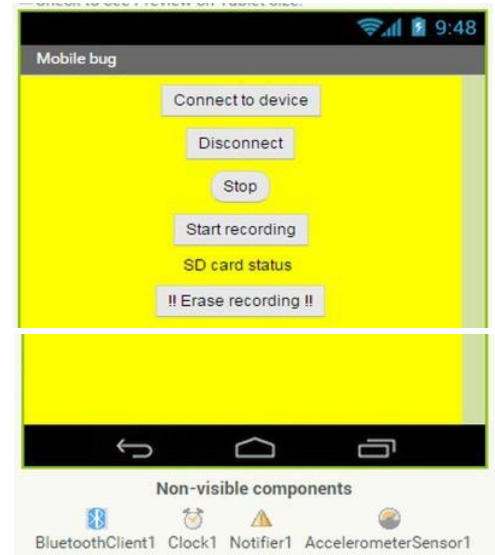 9:48
Mobile bug
Connect to device
Disconnect
Stop
Start recording
SD card status
!! Erase recording !!
Non-visible components
BluetoothClient1 Clock1 Notifier1 AccelerometerSensor1